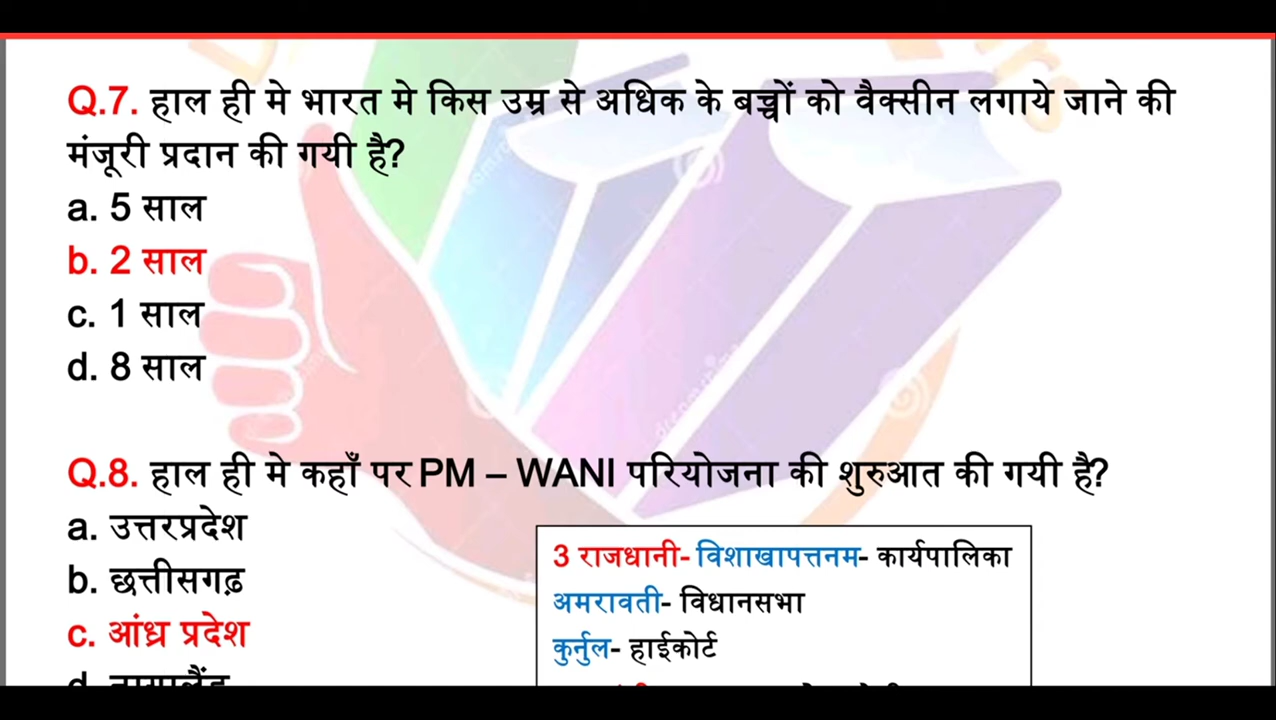 Q.7. हाल ही मे भारत मे किस उम्र से अधिक के बच्चों को वैक्सीन लगाये जाने की
मंजूरी प्रदान की गयी है?
a. 5 साल
b. 2 साल
c. 1 साल
d. 8 साल
Q.8. हाल ही मे कहाँ पर PM – WANI परियोजना की शुरुआत की गयी है?
a. उत्तरप्रदेश
b. छत्तीसगढ़
c. आंध्र प्रदेश
3 राजधानी- विशाखापत्तनम- कार्यपालिका
अमरावती- विधानसभा
कुर्नुल- हाईकोर्ट